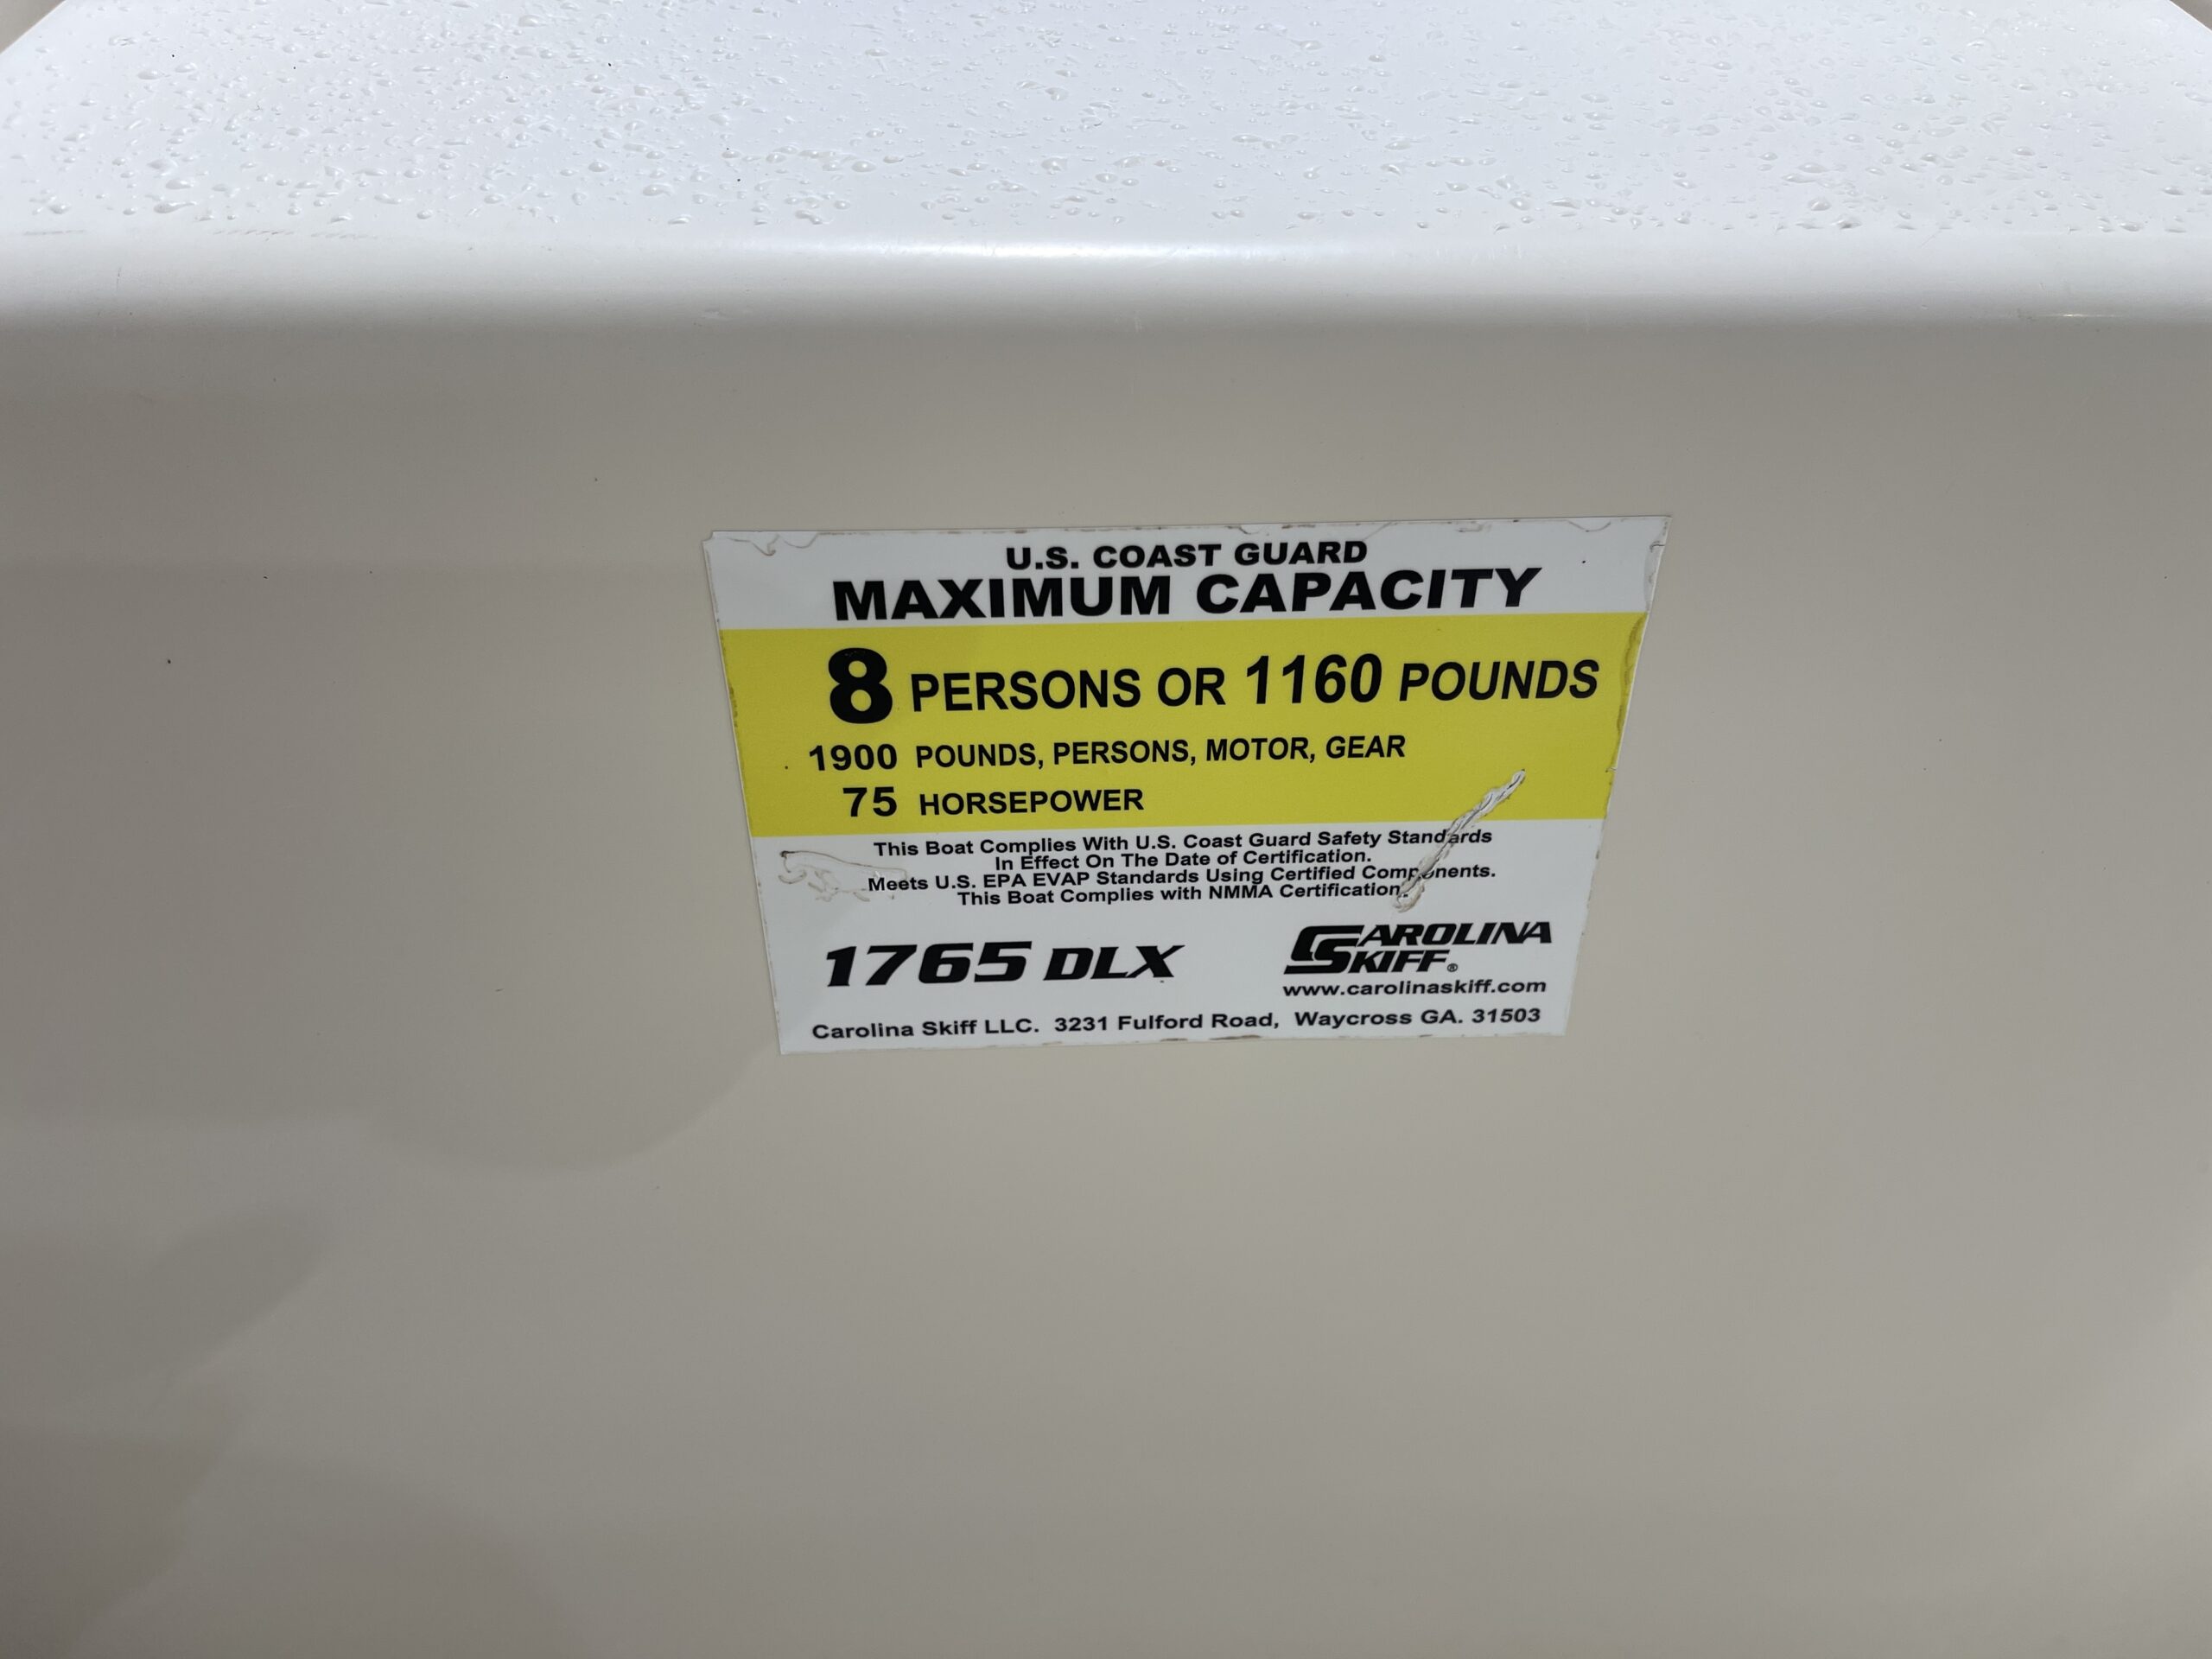 U.S. COAST GUARD
MAXIMUM CAPACITY
8 PERSONS OR 1160 POUNDS
1900 POUNDS, PERSONS, MOTOR, GEAR
75 HORSEPOWER
This Boat Complies With U.S. Coast Guard Safety Standards
In Effect On The Date of Certification.
Meets U.S. EPA EVAP Standards Using Certified Components.
This Boat Complies with NMMA Certification.
1765 DLX
CAROLINA
SKIFF®
www.carolinaskiff.com
Carolina Skiff LLC. 3231 Fulford Road, Waycross GA. 31503